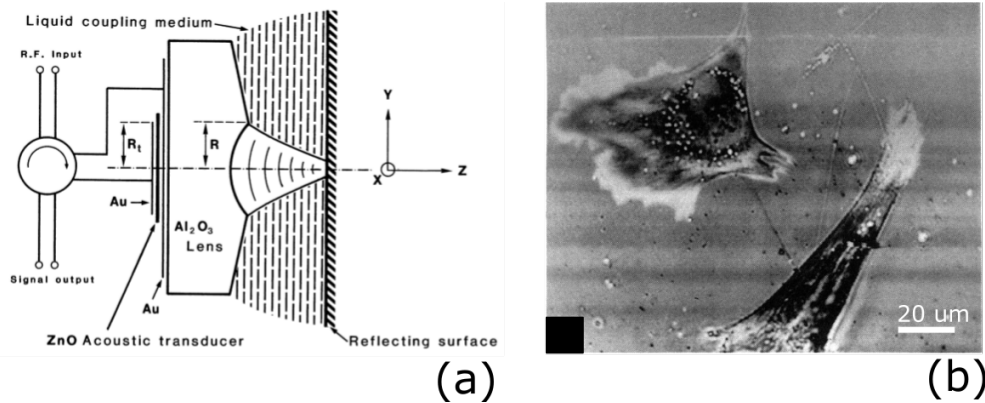 Liquid coupling medium
R.F. Input
Y
Rt
R
X
Z
Au
Al2O3
Lens
Signal output
Au
ZnO Acoustic transducer
Reflecting surface
(a)
20 um
(b)